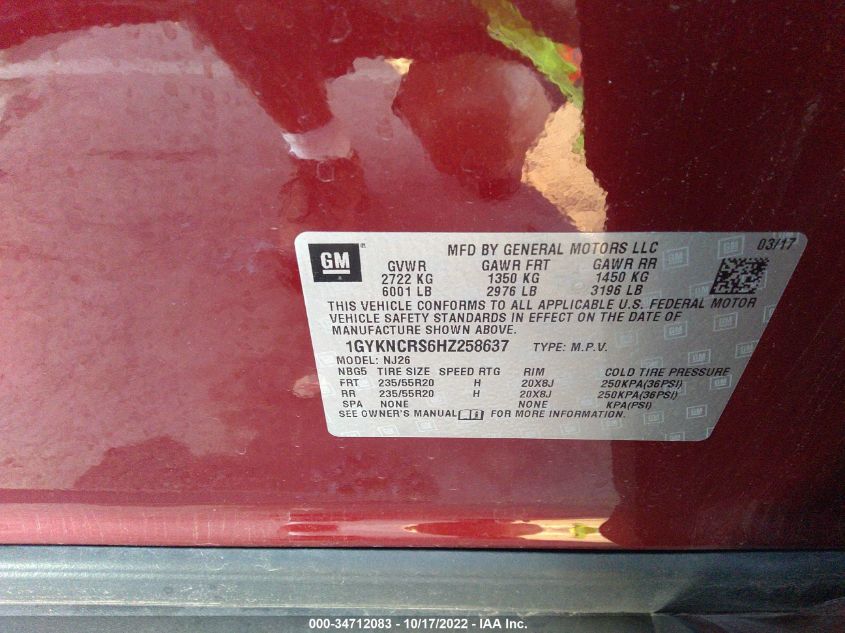 GM
MFD BY GENERAL MOTORS LLC 03/17
GVWR GAWR FRT GAWR RR
2722 KG 1350 KG 1450 KG
6001 LB 2976 LB 3196 LB
THIS VEHICLE CONFORMS TO ALL APPLICABLE U.S. FEDERAL MOTOR
VEHICLE SAFETY STANDARDS IN EFFECT ON THE DATE OF
MANUFACTURE SHOWN ABOVE.
1GYKNCRS6HZ258637 TYPE: M.P.V.
MODEL: NJ26
NBG5 TIRE SIZE SPEED RTG RIM COLD TIRE PRESSURE
FRT 235/55R20 H 20X8J 250KPA(36PSI)
RR 235/55R20 H 20X8J 250KPA(36PSI)
SPA NONE NONE KPA(PSI)
SEE OWNER'S MANUAL FOR MORE INFORMATION.
000-34712083 - 10/17/2022 - IAA Inc.